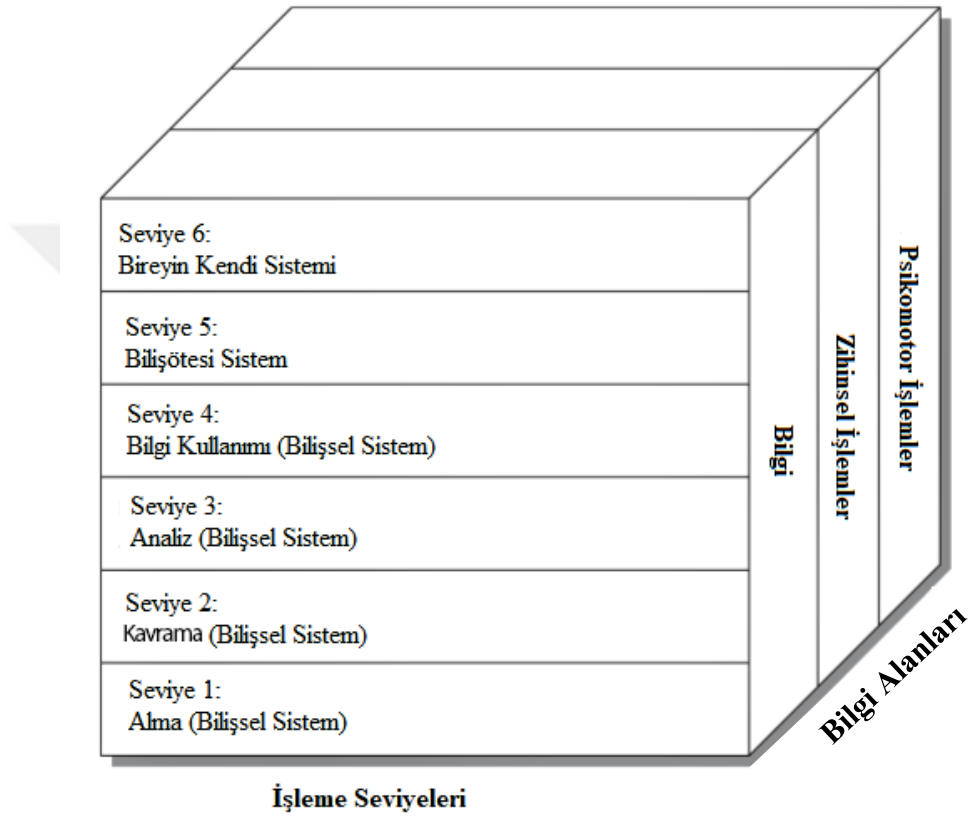 Seviye 6:
Bireyin Kendi Sistemi
Seviye 5:
Bilişötesi Sistem
Seviye 4:
Bilgi Kullanımı (Bilişsel Sistem)
Seviye 3:
Analiz (Bilişsel Sistem)
Seviye 2:
Kavrama (Bilişsel Sistem)
Seviye 1:
Alma (Bilişsel Sistem)
Bilgi
Zihinsel İşlemler
Psikomotor İşlemler
Bilgi Alanları
İşleme Seviyeleri